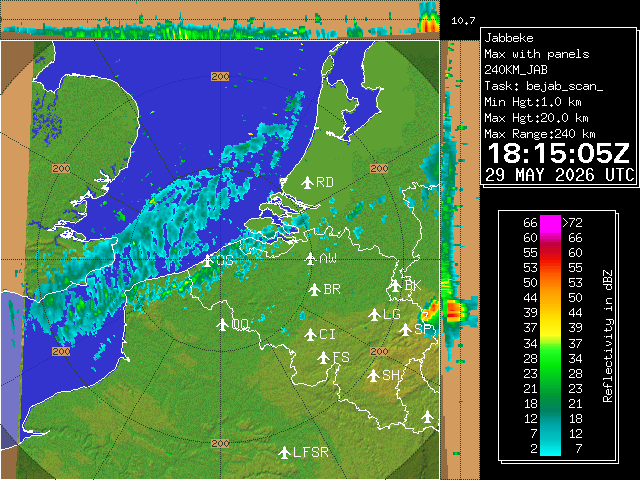 10.7
Jabbeke
Max with panels
240KM_JAB
Task: bejab_scan_
Min Hgt:1.0 km
Max Hgt:20.0 km
Max Range:240 km
18:15:05Z
29 MAY 2026 UTC
200
200
200
RD
OS
AW
BR
BK
LG
OO
CI
SP
FS
200
200
SH
200
LFSR
66 >72
60 66
55 60
53 55
50 53
44 50
39 44
37 39
34 37
28 34
23 28
21 23
18 21
12 18
7 12
2 7
Reflectivity in dBZ